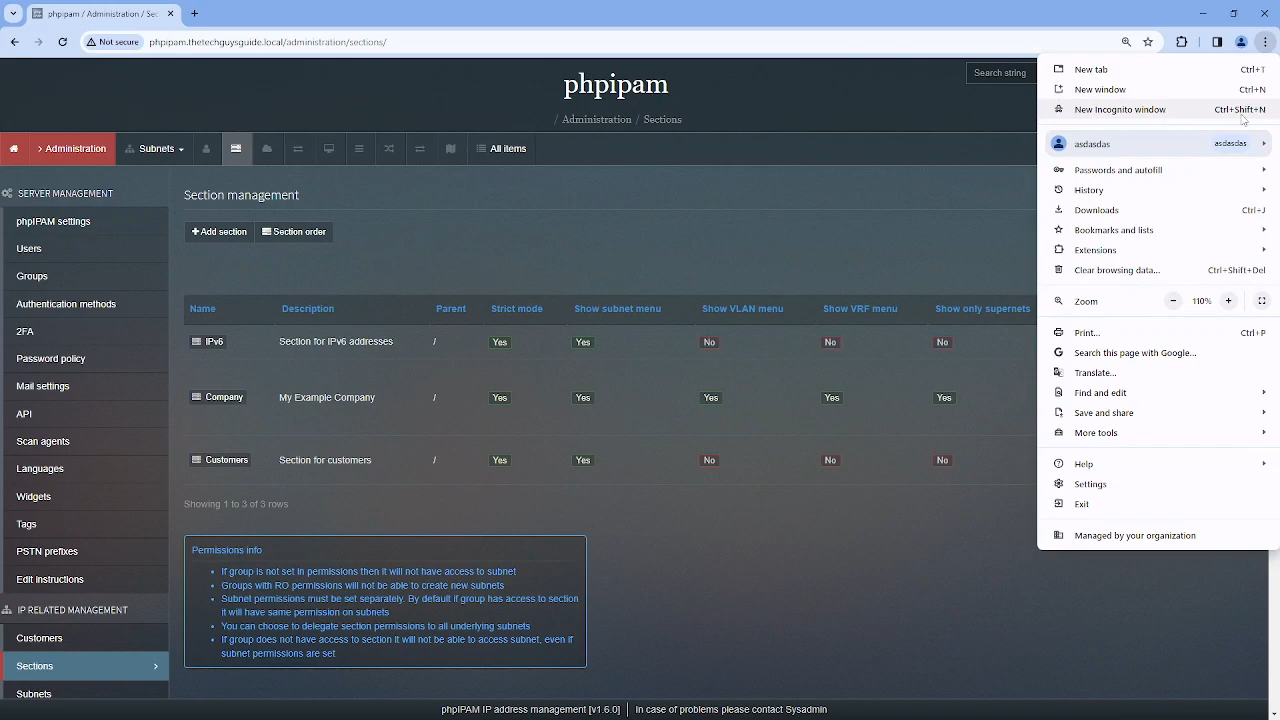 phpipam / Section sec
Not secure
phpipam.thetechguysguide.local/administration/sections/
phpipam
Search string
/ Administration / Sections
> Administration
Subnets
All items
SERVER MANAGEMENT
phpIPAM settings
Users
Groups
Authentication methods
2FA
Password policy
Mail settings
API
Scan agents
Languages
Widgets
Tags
PSTN prefixes
Edit instructions
IP RELATED MANAGEMENT
Customers
Sections
Subnets
Section management
+Add section
Section order
Name Description Parent Strict mode Show subnet menu Show VLAN menu Show VRF menu Show only supernets
IPv6 Section for IPv6 addresses / Yes Yes No No No
Company My Example Company / Yes Yes Yes Yes Yes
Customers Section for customers / Yes Yes No No No
Showing 1 to 3 of 3 rows
Permissions info
If group is not set in permissions then it will not have access to subnet
Groups with RO permissions will not be able to create new subnets
Subnet permissions must be set separately. By default if group has access to section
it will have same permission on subnets
You can choose to delegate section permissions to all underlying subnets
If group does not have access to section it will not be able to access subnet, even if
subnet permissions are set
New tab Ctrl+T
New window Ctrl+N
New Incognito window Ctrl+Shift+N
asdasdas asdasdas
Passwords and autofill
History
Downloads Ctrl+J
Bookmarks and lists
Extensions
Clear browsing data... Ctrl+Shift+Del
Zoom − 110% +
Print... Ctrl+P
Search this page with Google...
Translate...
Find and edit
Save and share
More tools
Help
Settings
Exit
Managed by your organization
phpIPAM IP address management [v1.6.0] | In case of problems please contact Sysadmin